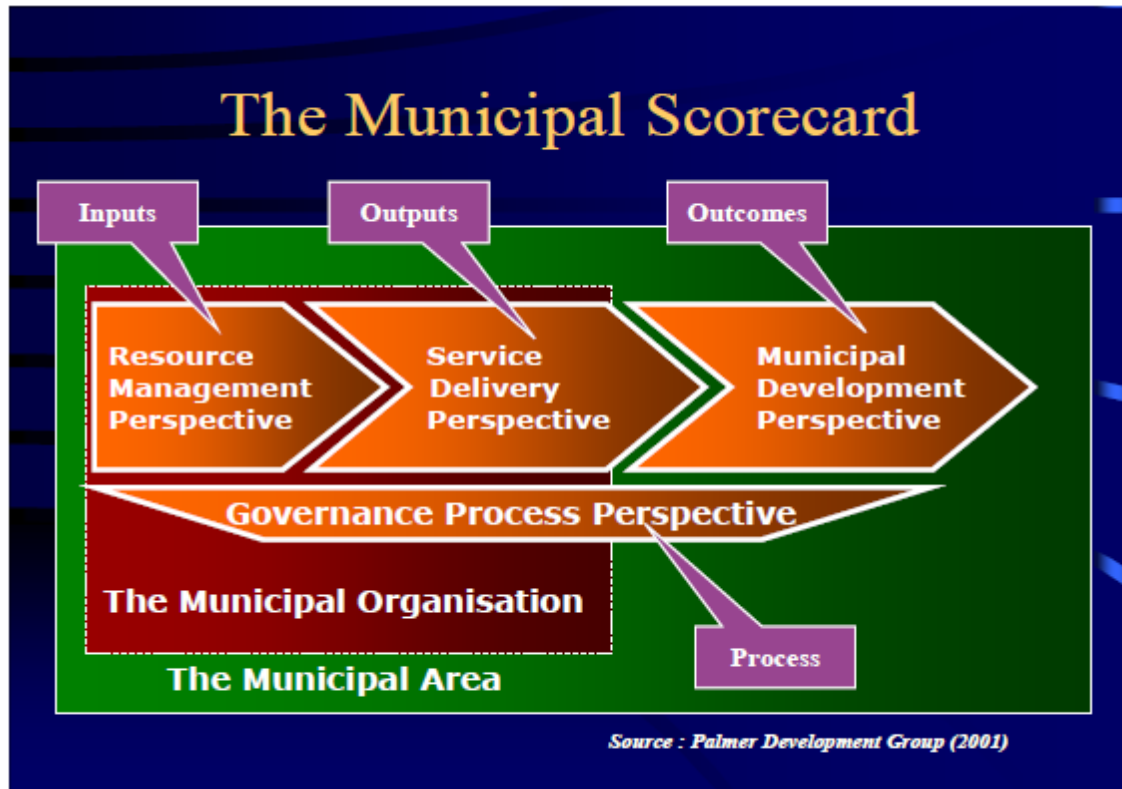 The Municipal Scorecard
Inputs
Outputs
Outcomes
Resource
Management
Perspective
Service
Delivery
Perspective
Municipal
Development
Perspective
Governance Process Perspective
The Municipal Organisation
Process
The Municipal Area
Source : Palmer Development Group (2001)